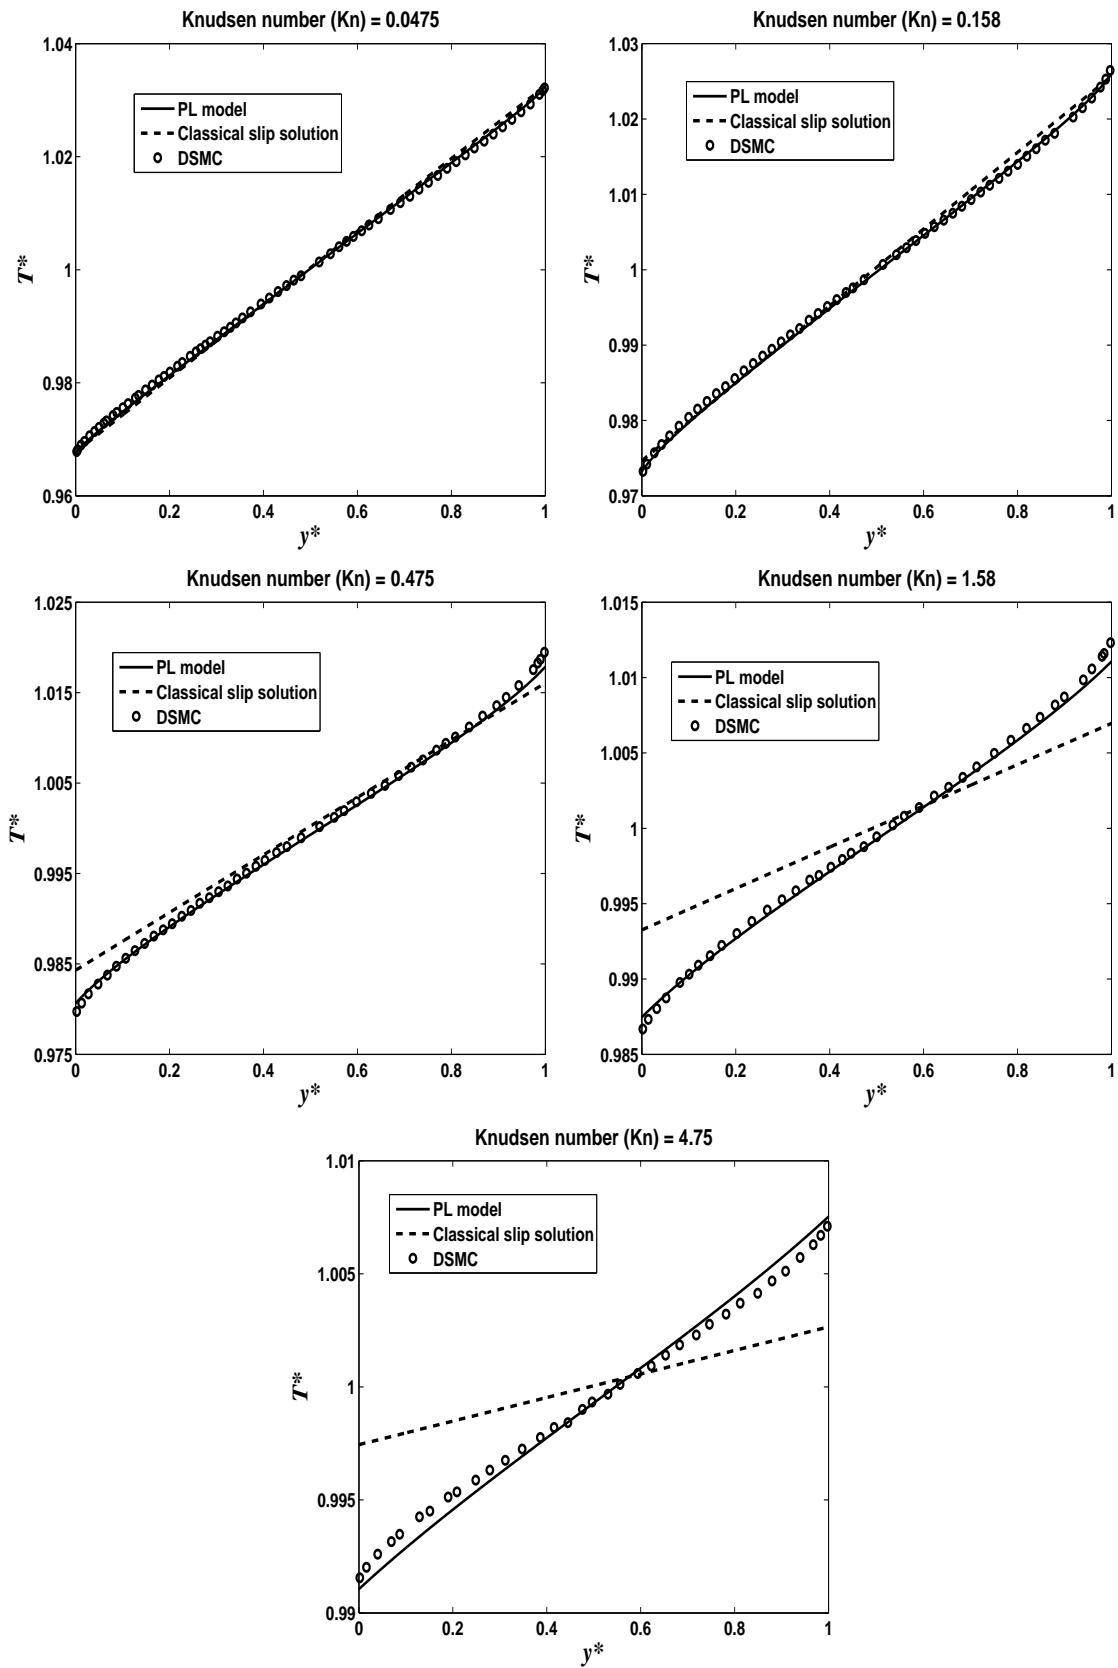 Knudsen number (Kn) = 0.0475
1.04
1.02
1
0.98
0.96
T*
PL model
Classical slip solution
DSMC
0 0.2 0.4 0.6 0.8 1
y*
Knudsen number (Kn) = 0.158
1.03
1.02
1.01
1
0.99
0.98
0.97
T*
PL model
Classical slip solution
DSMC
0 0.2 0.4 0.6 0.8 1
y*
Knudsen number (Kn) = 0.475
1.025
1.015
1.005
0.995
0.985
0.975
T*
PL model
Classical slip solution
DSMC
0 0.2 0.4 0.6 0.8 1
y*
Knudsen number (Kn) = 1.58
1.015
1.01
1.005
1
0.995
0.99
0.985
T*
PL model
Classical slip solution
DSMC
0 0.2 0.4 0.6 0.8 1
y*
Knudsen number (Kn) = 4.75
1.01
1.005
1
0.995
0.99
T*
PL model
Classical slip solution
DSMC
0 0.2 0.4 0.6 0.8 1
y*